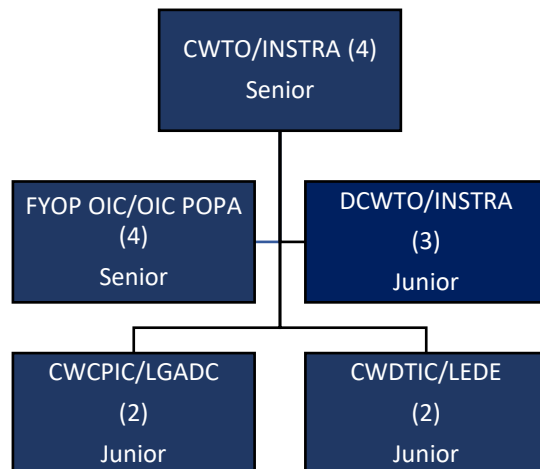 CWTO/INSTRA (4)
Senior
FYOP OIC/OIC POPA
(4)
Senior
DCWTO/INSTRA
(3)
Junior
CWCPIC/LGADC
(2)
Junior
CWDTIC/LEDE
(2)
Junior